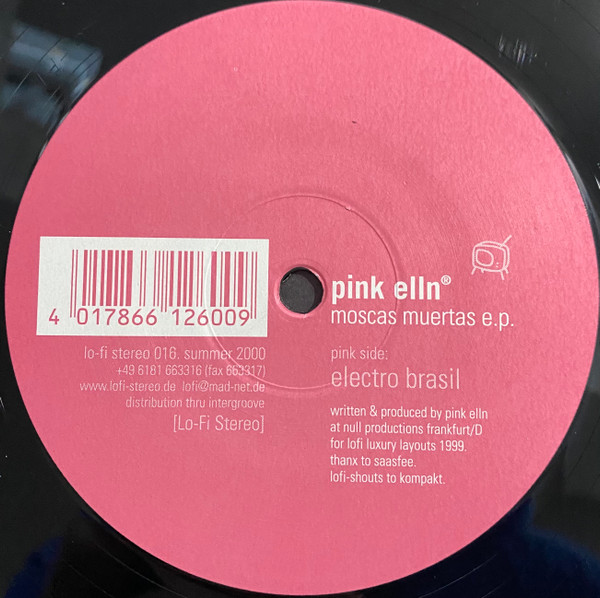 4 017866 126009
lo-fi stereo 016. summer 2000
+49 6181 663316 (fax 663317)
www.lofi-stereo.de lofi@mad-net.de
distribution thru intergroove
[Lo-Fi Stereo]
pink elln®
moscas muertas e.p.
pink side:
electro brasil
written & produced by pink elln
at null productions frankfurt/D
for lofi luxury layouts 1999.
thanx to saasfee.
lofi-shouts to kompakt.